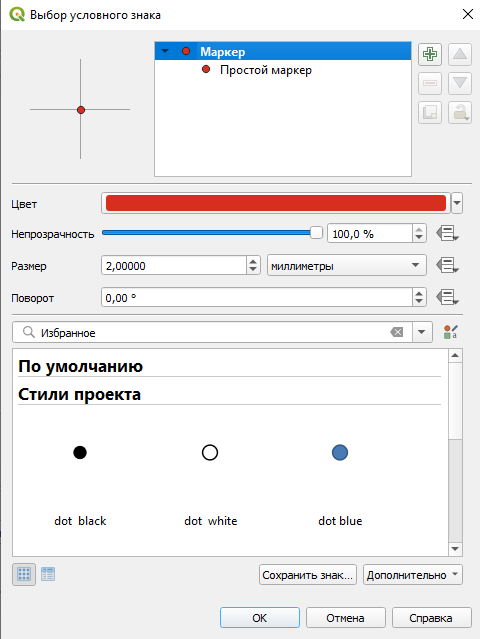 Выбор условного знака
Маркер
Простой маркер
Цвет
Непрозрачность 100,0 %
Размер 2,00000 миллиметры
Поворот 0,00 °
Избранное
По умолчанию
Стили проекта
dot black dot white dot blue
Сохранить знак... Дополнительно
OK Отмена Справка